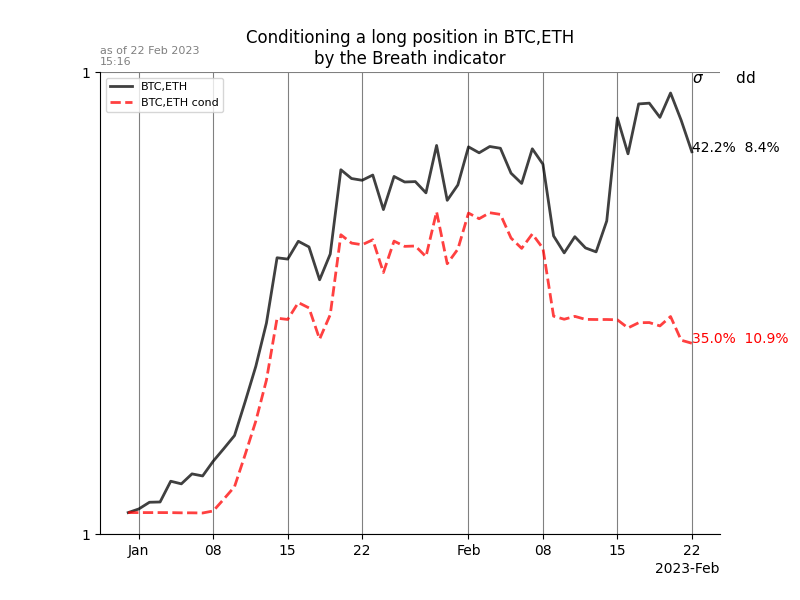 Conditioning a long position in BTC,ETH
by the Breath indicator
as of 22 Feb 2023
15:16
1
σ dd
BTC,ETH
BTC,ETH cond
42.2% 8.4%
35.0% 10.9%
1
Jan 08 15 22 Feb 08 15 22
2023-Feb